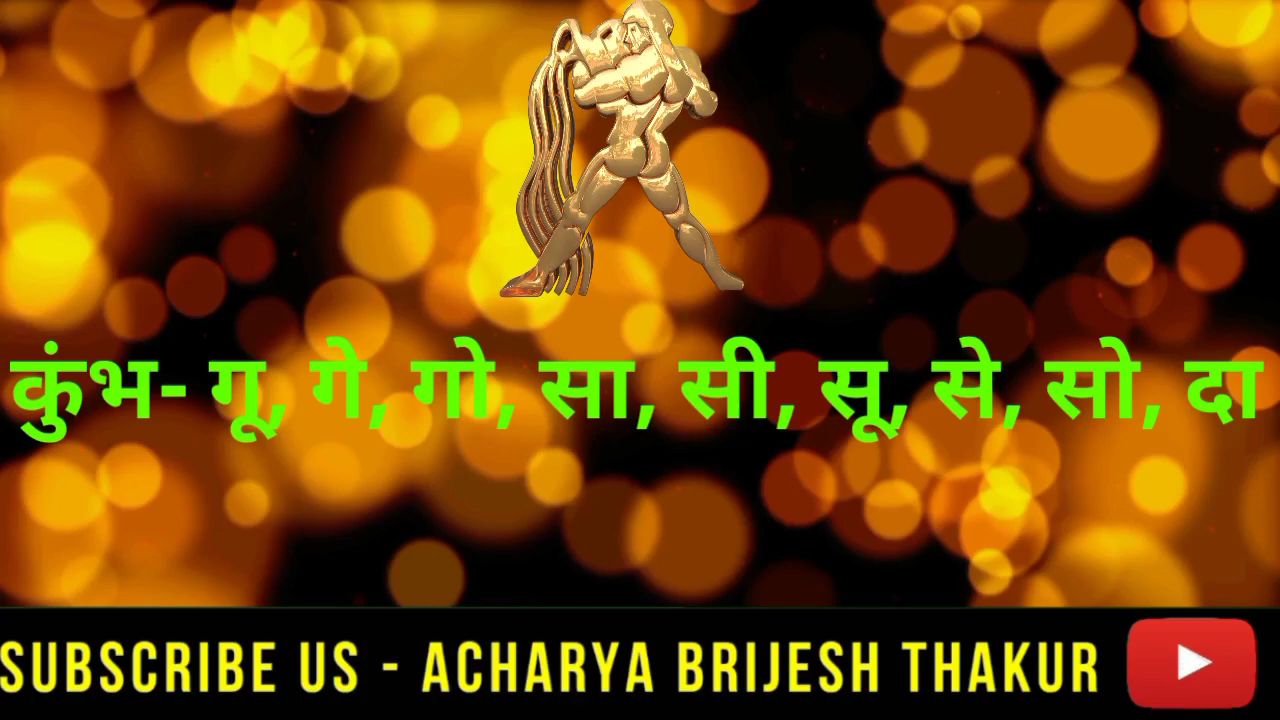 कुंभ- गू, गे, गो, सा, सी, सू, से, सो, दा
SUBSCRIBE US - ACHARYA BRIJESH THAKUR